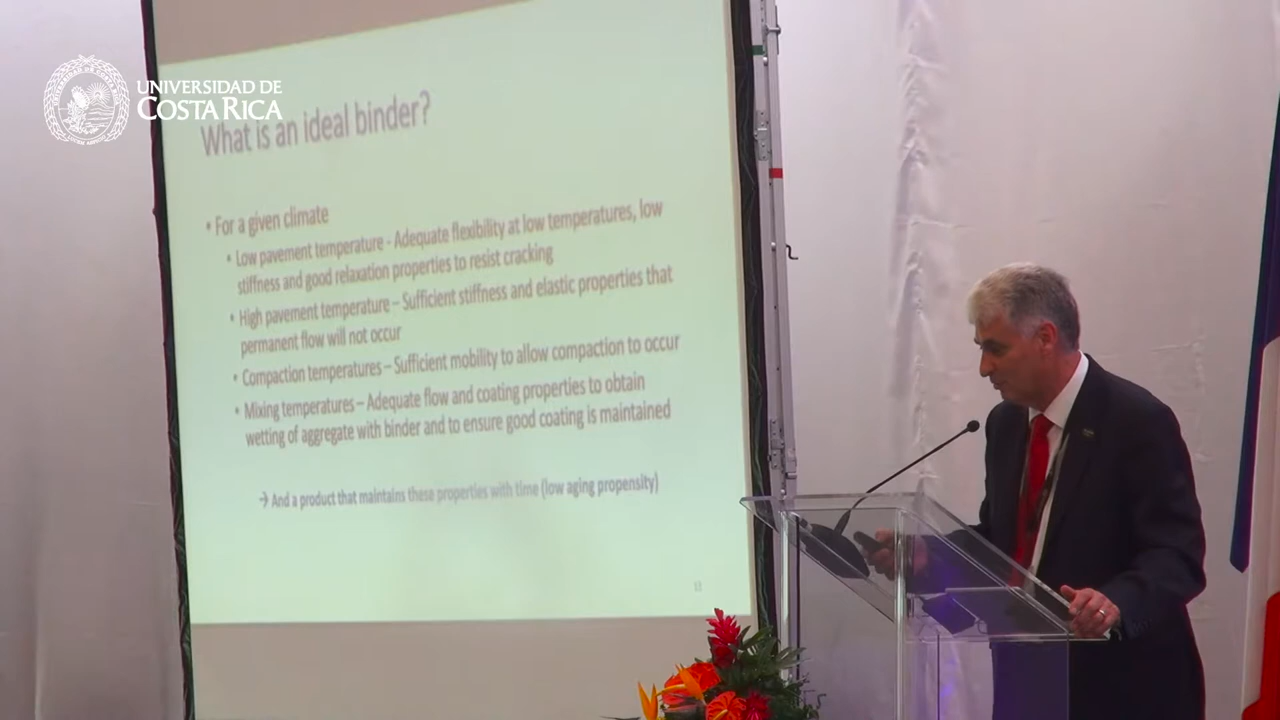 UNIVERSIDAD DE
COSTA RICA
What is an ideal binder?
• For a given climate
• Low pavement temperature - Adequate flexibility at low temperatures, low
stiffness and good relaxation properties to resist cracking
• High pavement temperature – Sufficient stiffness and elastic properties that
permanent flow will not occur
• Compaction temperatures – Sufficient mobility to allow compaction to occur
• Mixing temperatures – Adequate flow and coating properties to obtain
wetting of aggregate with binder and to ensure good coating is maintained
→ And a product that maintains these properties with time (low aging propensity)
11